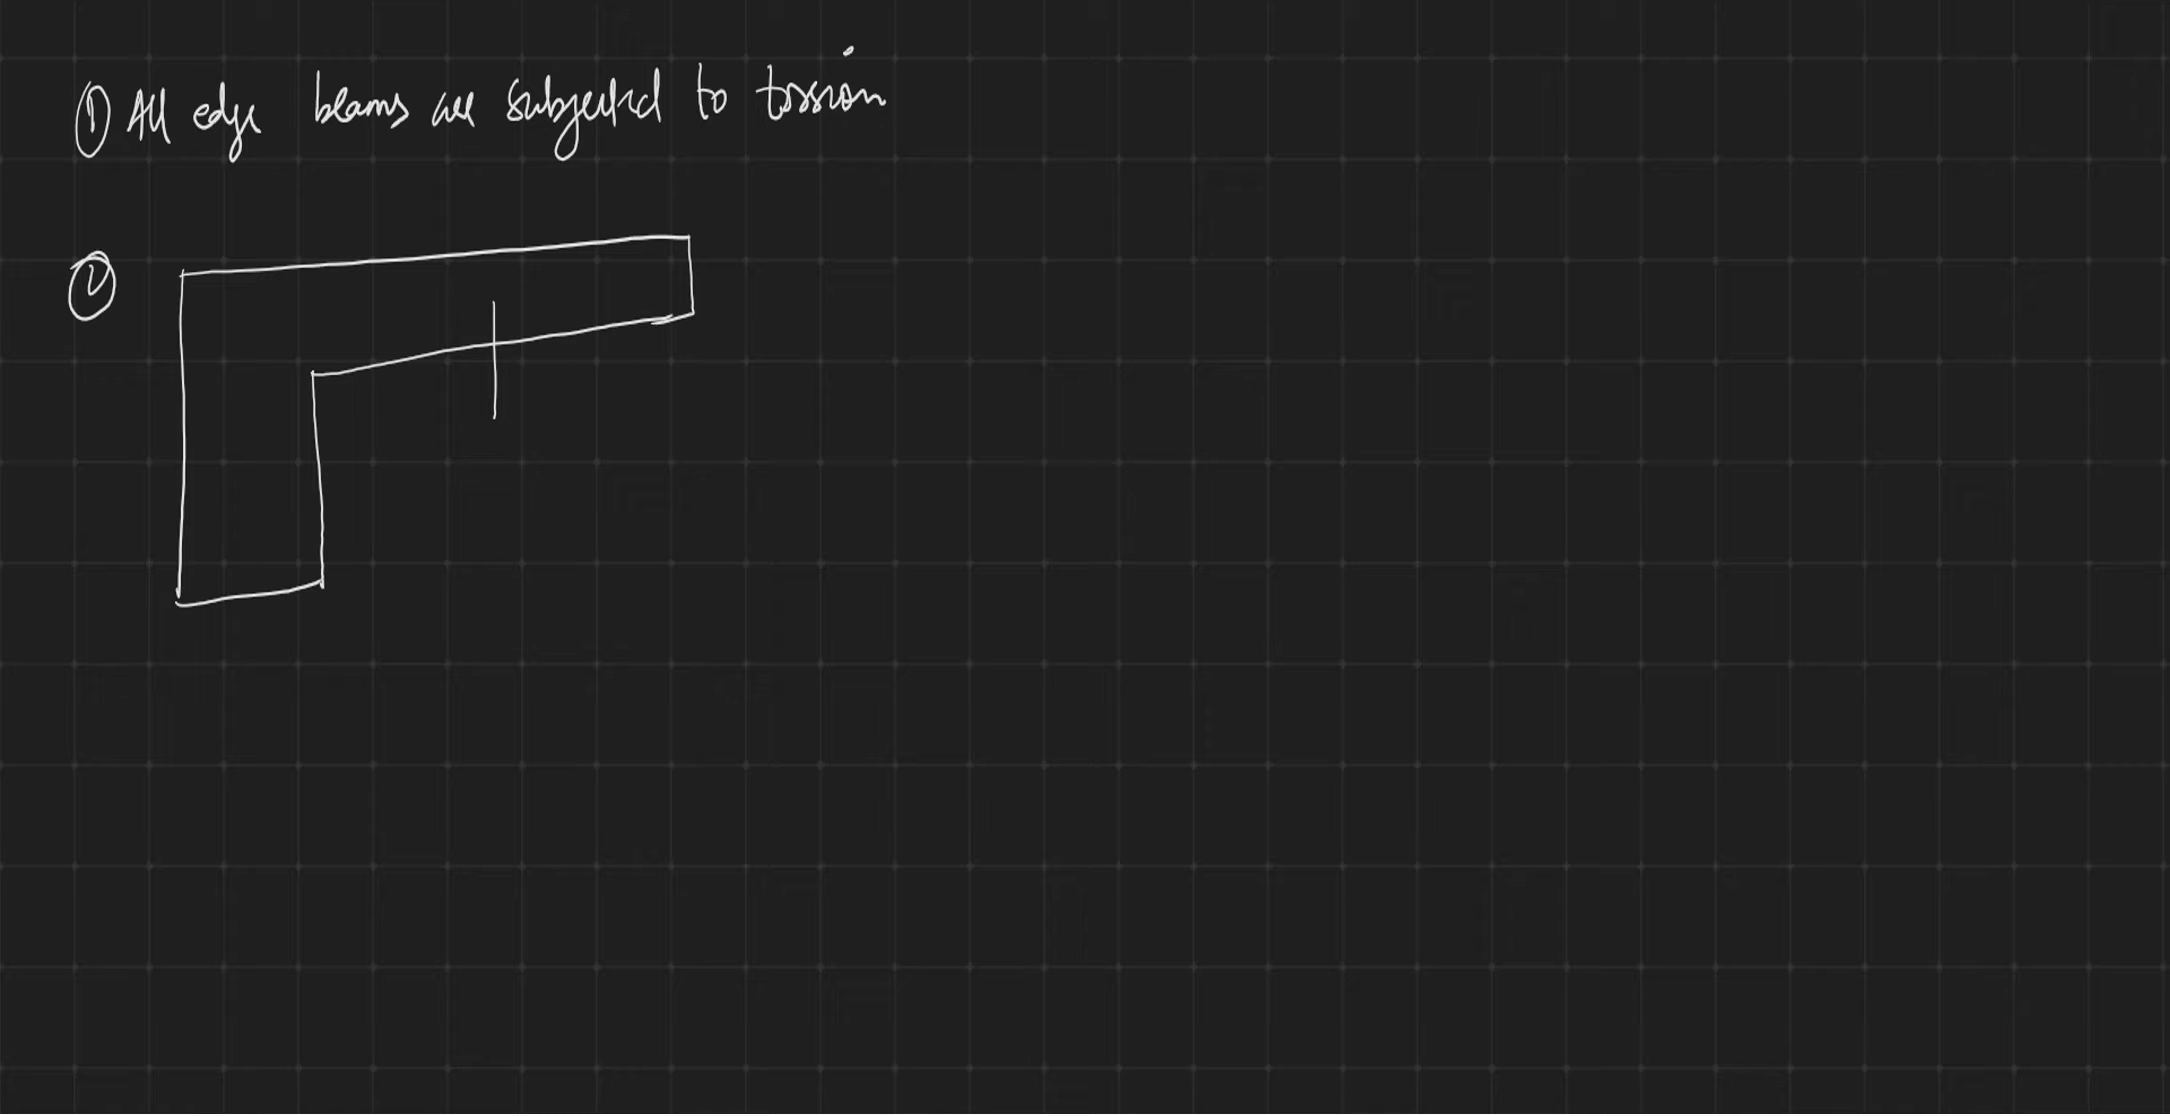 ① All edge beams are subjected to torsion
②